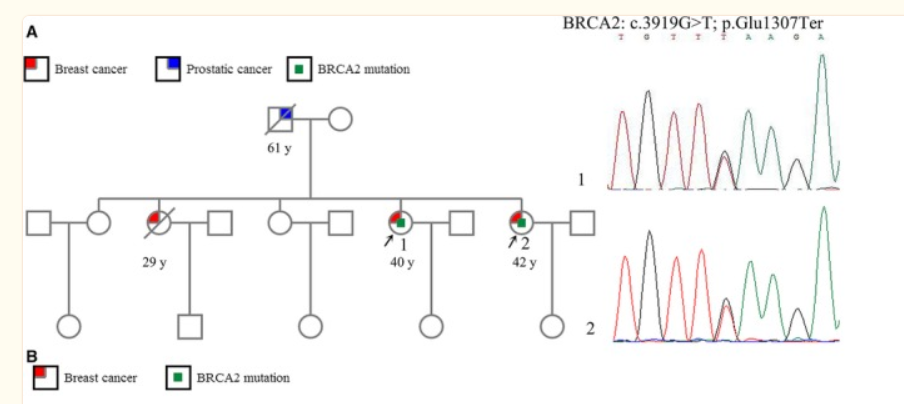 BRCA2: c.3919G>T; p.Glu1307Ter
A
T G T T T A A G A
Breast cancer
Prostatic cancer
BRCA2 mutation
61 y
1
1
2
29 y
40 y
42 y
2
B
Breast cancer
BRCA2 mutation